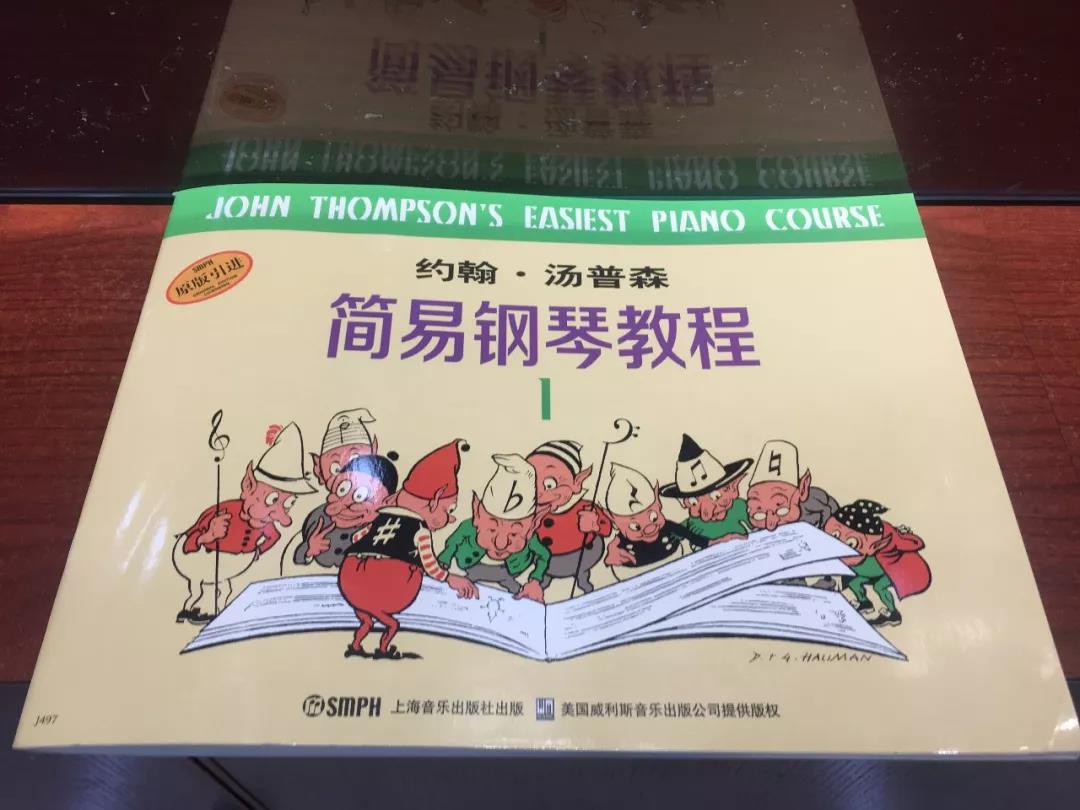 JOHN THOMPSON'S EASIEST PIANO COURSE
SMPH
原版引进
约翰·汤普森
简易钢琴教程
1
D.+G. HAUMAN
SMPH 上海音乐出版社出版 美国威利斯音乐出版公司提供版权
J497